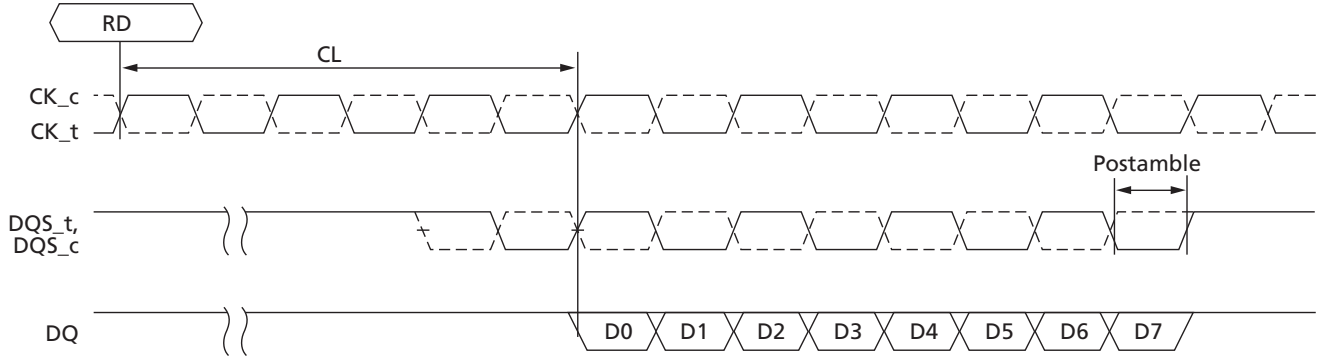 RD
CL
CK_c
CK_t
Postamble
DQS_t,
DQS_c
DQ
D0 D1 D2 D3 D4 D5 D6 D7